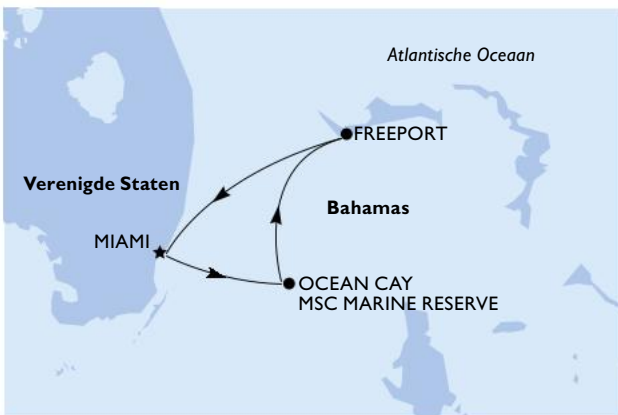 Atlantische Oceaan
FREEPORT
Verenigde Staten
Bahamas
MIAMI
OCEAN CAY
MSC MARINE RESERVE